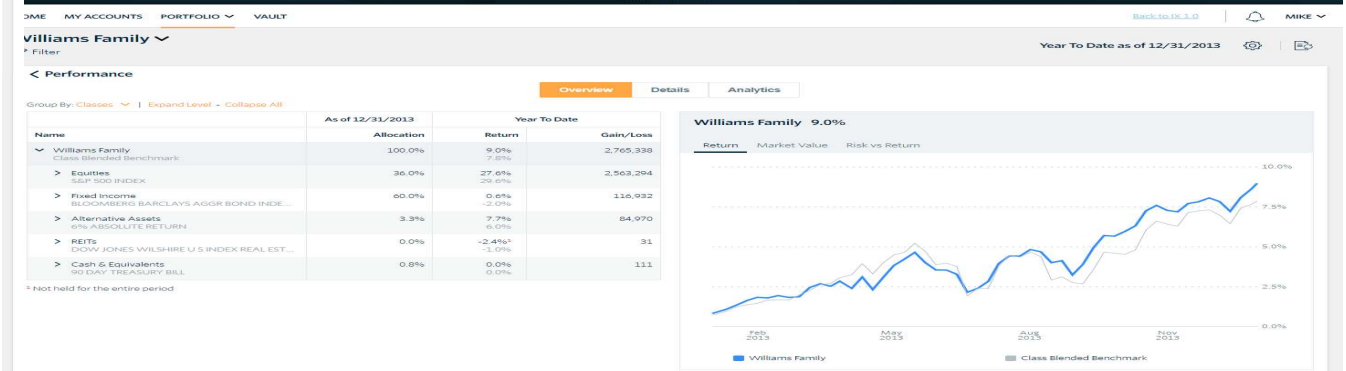 OME MY ACCOUNTS PORTFOLIO VAULT Back to IX 1.0 MIKE
Williams Family
Filter
Year To Date as of 12/31/2013
< Performance
Overview Details Analytics
Group By: Classes | Expand Level - Collapse All
As of 12/31/2013 Year To Date
Name Allocation Return Gain/Loss
Williams Family 100.0% 9.0% 2,765,338
Class Blended Benchmark 7.8%
> Equities 36.0% 27.6% 2,563,294
S&P 500 INDEX 29.6%
> Fixed Income 60.0% 0.6% 116,932
BLOOMBERG BARCLAYS AGGR BOND INDE... -2.0%
> Alternative Assets 3.3% 7.7% 84,970
6% ABSOLUTE RETURN 6.0%
> REITs 0.0% -2.4%¹ 31
DOW JONES WILSHIRE U S INDEX REAL EST... -1.0%
> Cash & Equivalents 0.8% 0.0% 111
90 DAY TREASURY BILL 0.0%
¹ Not held for the entire period
Williams Family 9.0%
Return Market Value Risk vs Return
10.0%
7.5%
5.0%
2.5%
0.0%
Feb May Aug Nov
2013 2013 2013 2013
Williams Family Class Blended Benchmark